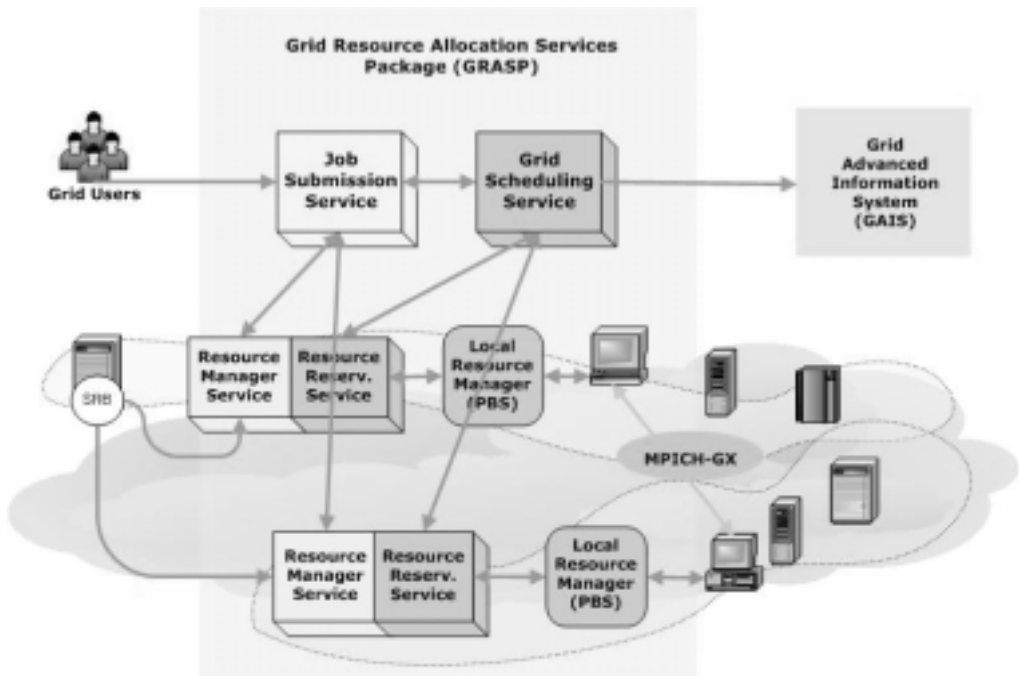 Grid Resource Allocation Services
Package (GRASP)
Grid Users
Job
Submission
Service
Grid
Scheduling
Service
Grid
Advanced
Information
System
(GAIS)
SRB
Resource
Manager
Service
Resource
Reserv.
Service
Local
Resource
Manager
(PBS)
MPICH-GX
Resource
Manager
Service
Resource
Reserv.
Service
Local
Resource
Manager
(PBS)